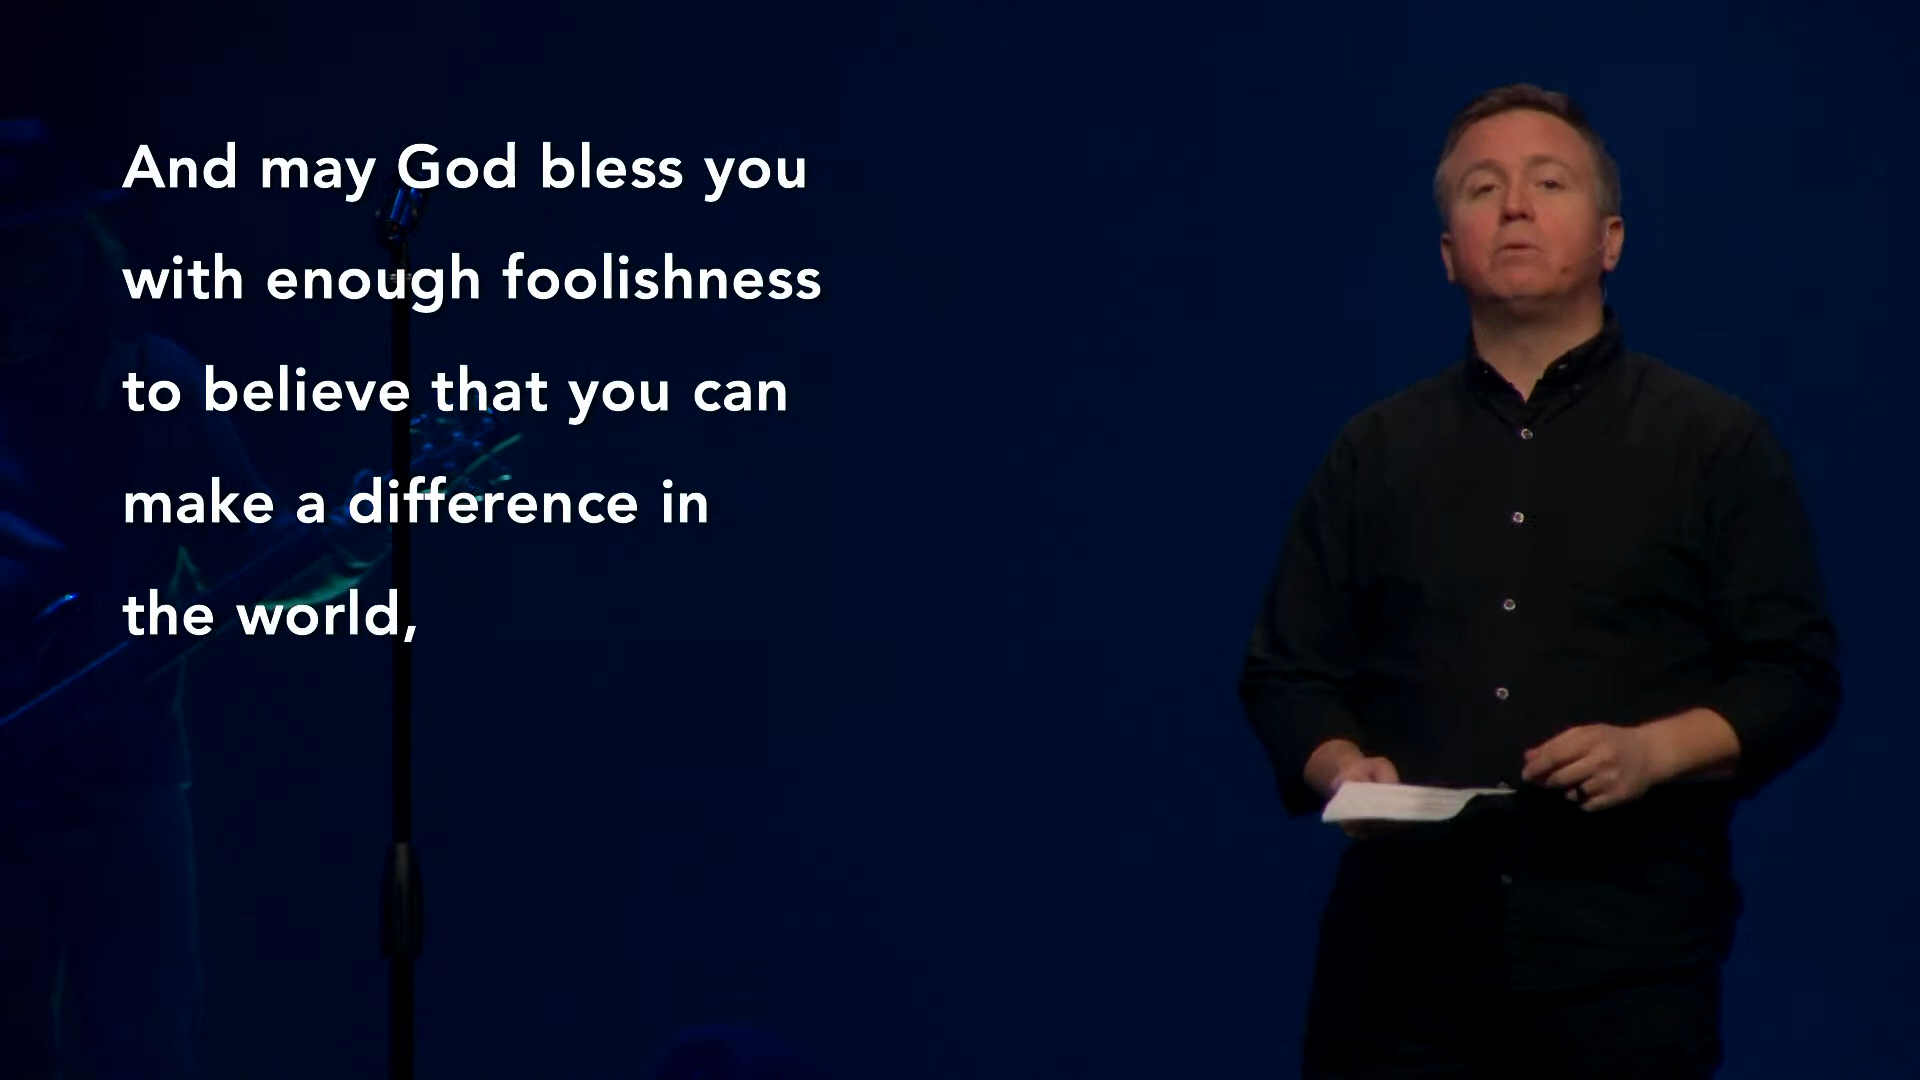 And may God bless you
with enough foolishness
to believe that you can
make a difference in
the world,